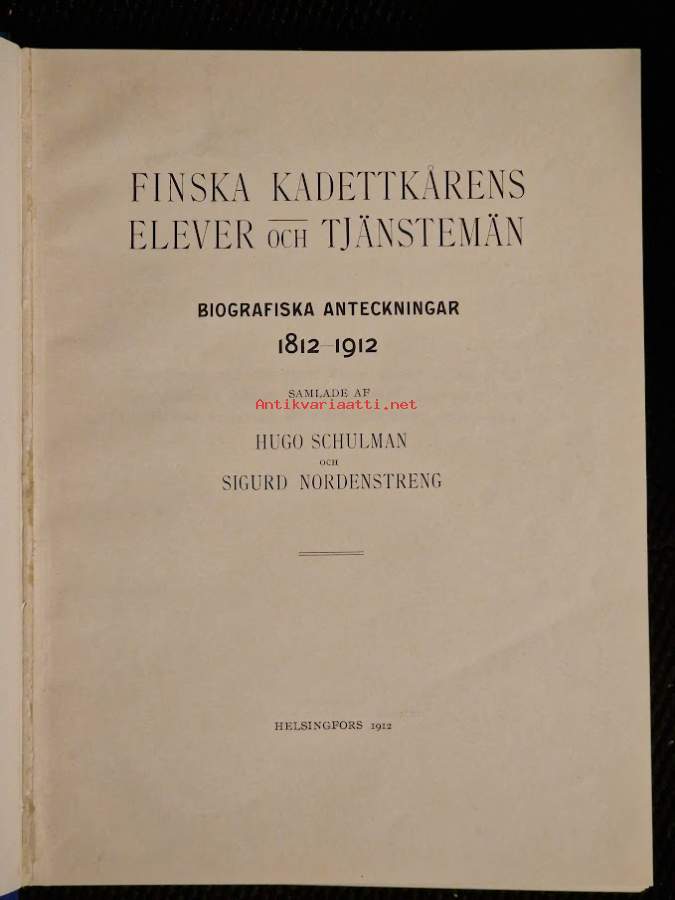 FINSKA KADETTKÅRENS
ELEVER OCH TJÄNSTEMÄN
BIOGRAFISKA ANTECKNINGAR
1812–1912
SAMLADE AF
Antikvariaatti.net
HUGO SCHULMAN
OCH
SIGURD NORDENSTRENG
HELSINGFORS 1912